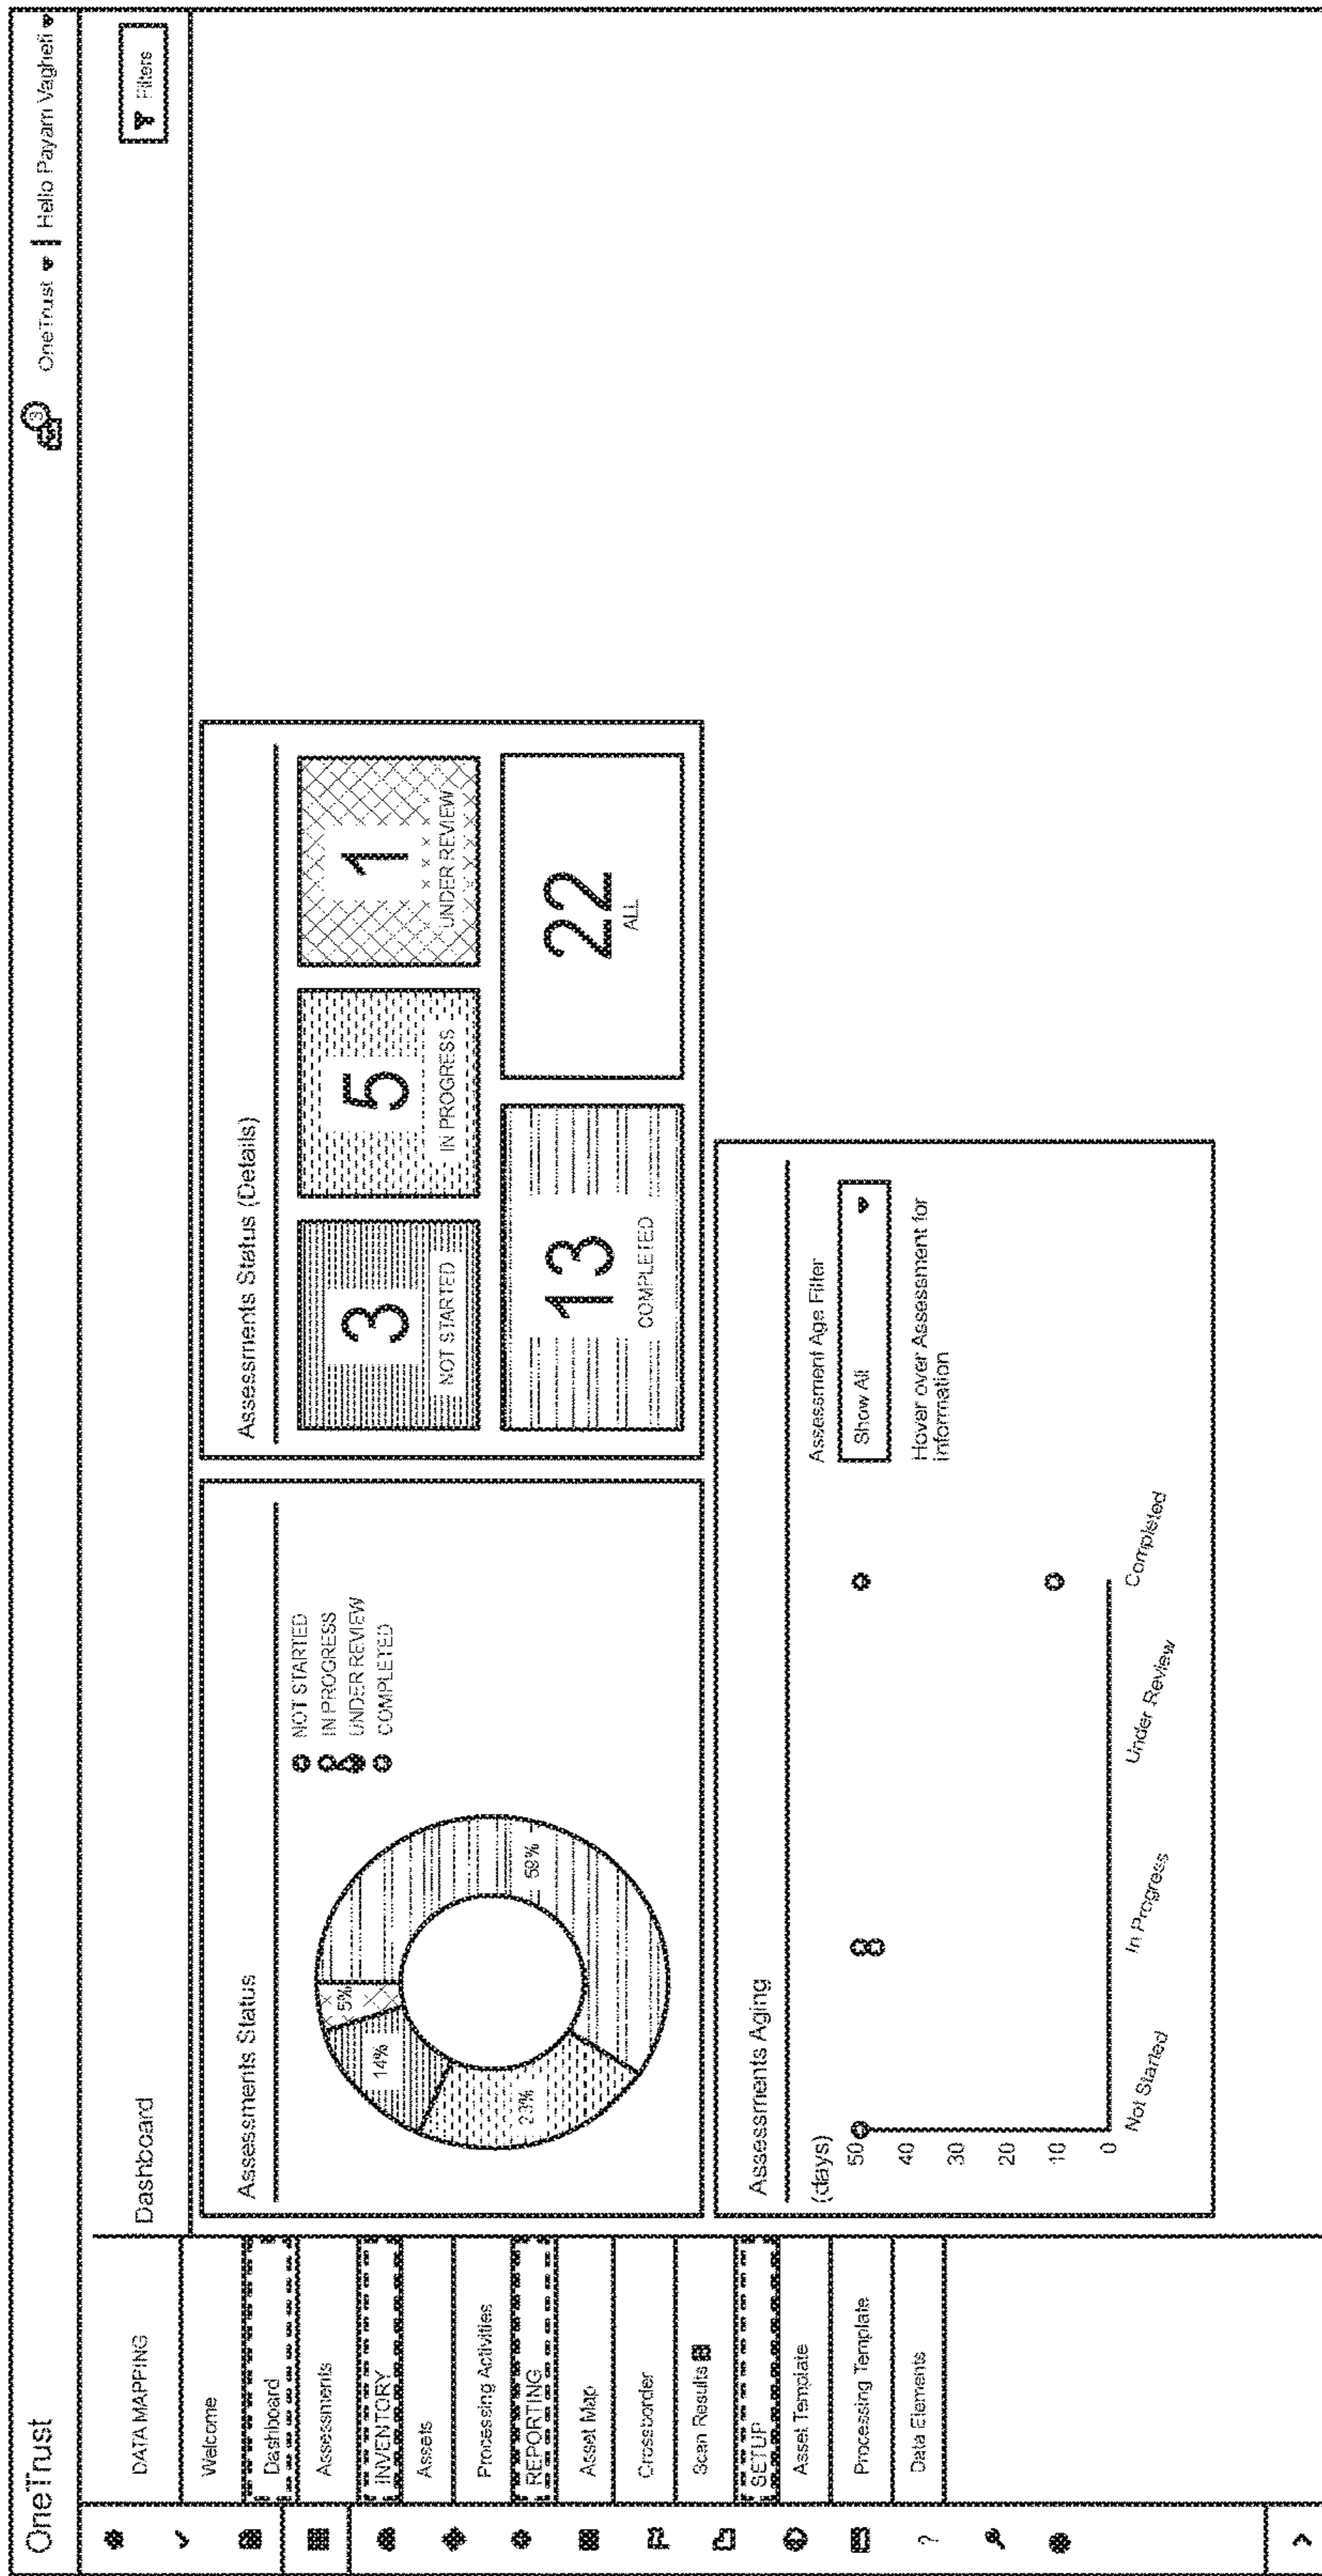 OneTrust
3
OneTrust
Hello Payam Vaghefi
DATA MAPPING
Welcome
Dashboard
Assessments
INVENTORY
Assets
Processing Activities
REPORTING
Asset Map
Crossborder
Scan Results
SETUP
Asset Template
Processing Template
Data Elements
?
Dashboard
Filters
Assessments Status
5%
14%
23%
59%
NOT STARTED
IN PROGRESS
UNDER REVIEW
COMPLETED
Assessments Status (Details)
3
NOT STARTED
5
IN PROGRESS
1
UNDER REVIEW
13
COMPLETED
22
ALL
Assessments Aging
(days)
50
40
30
20
10
0
Not Started
In Progress
Under Review
Completed
Assessment Age Filter
Show All
Hover over Assessment for
information